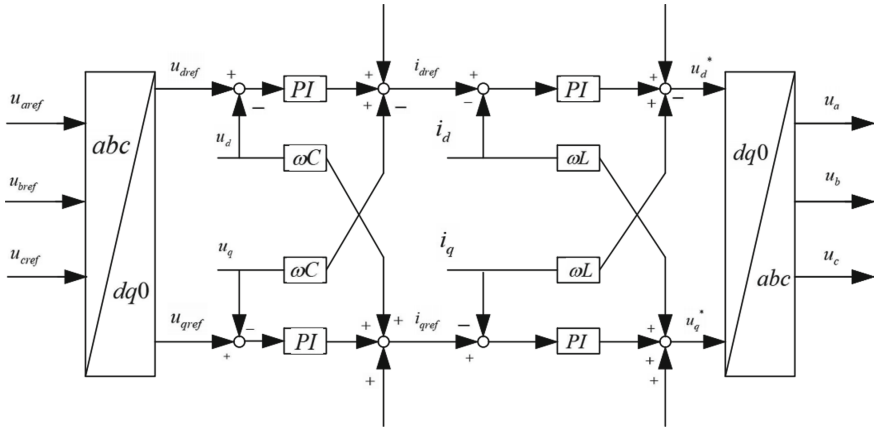 + +
u_dref + PI + i_dref + PI + u_d*
− + − − + −
u_aref abc u_d ωC i_d ωL dq0 u_a
u_bref u_b
u_cref u_q ωC i_q ωL u_c
dq0 abc
u_qref − PI + + i_qref − PI + u_q*
+ + + +
+ +